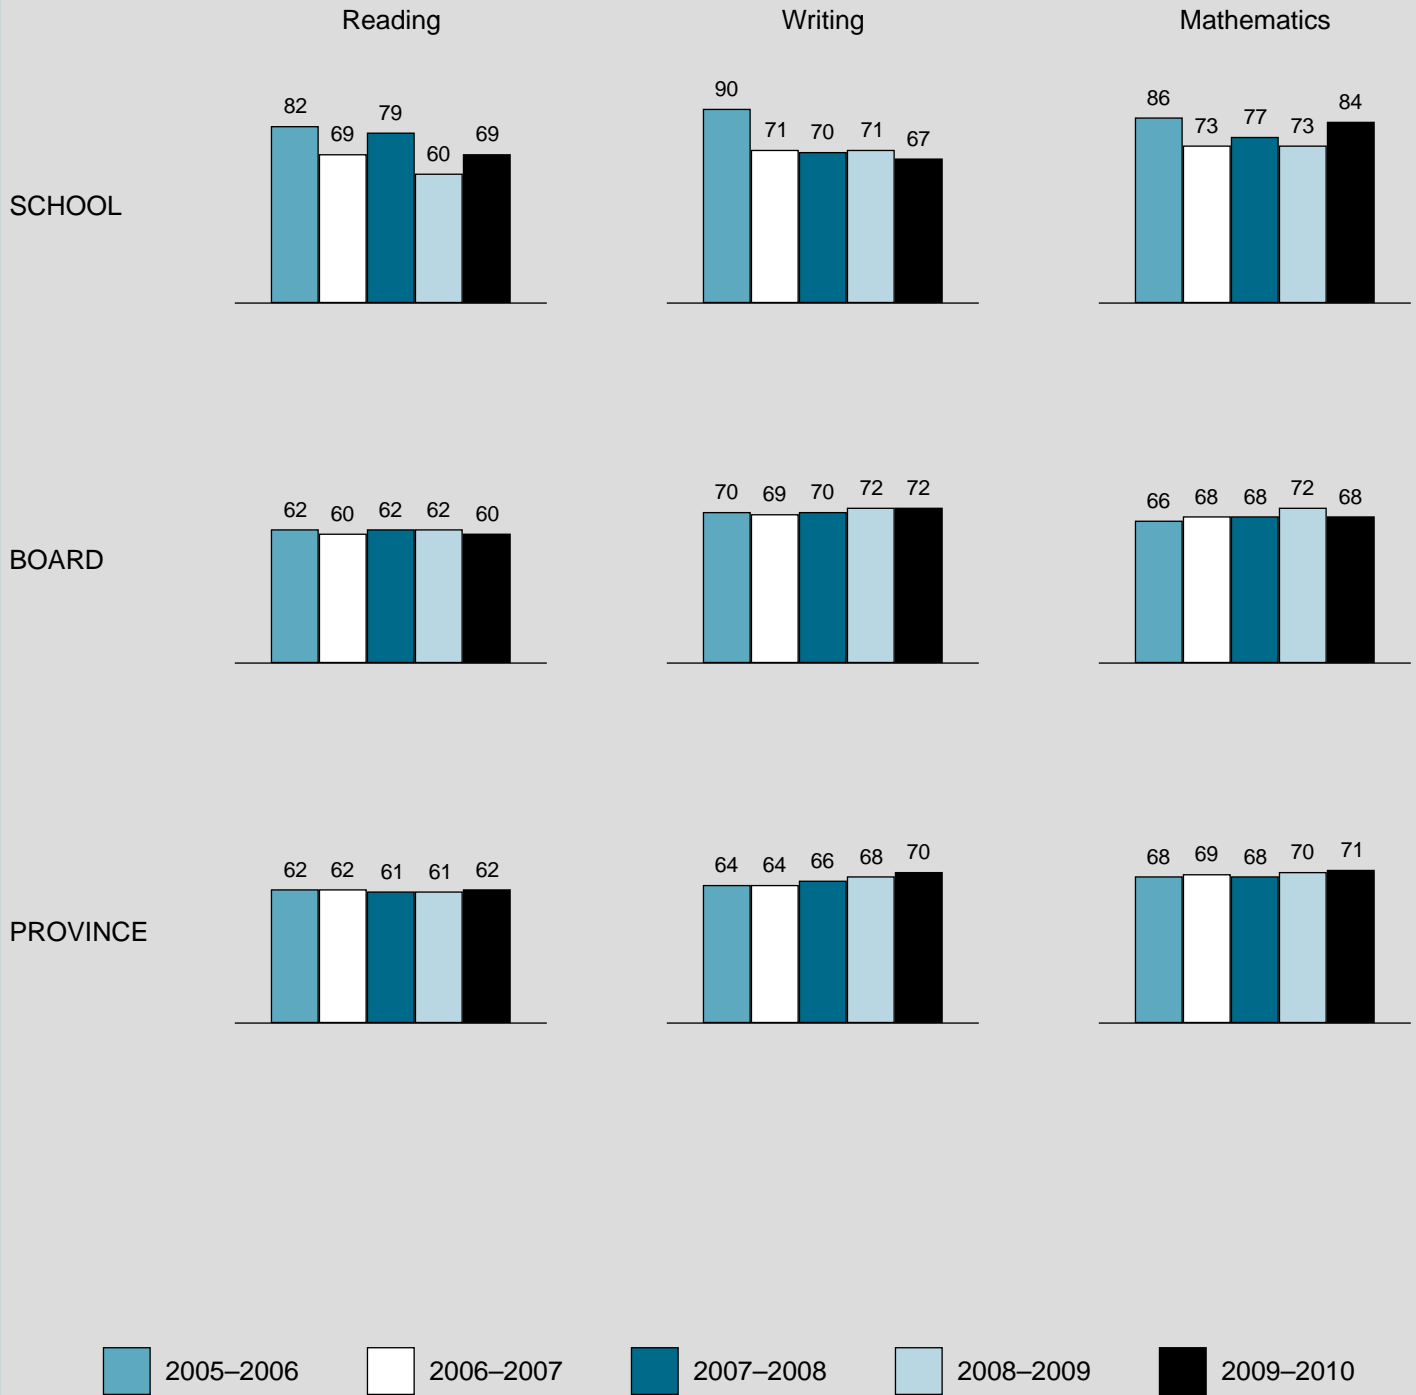 Reading Writing Mathematics
SCHOOL
82 69 79 60 69
90 71 70 71 67
86 73 77 73 84
BOARD
62 60 62 62 60
70 69 70 72 72
66 68 68 72 68
PROVINCE
62 62 61 61 62
64 64 66 68 70
68 69 68 70 71
2005–2006 2006–2007 2007–2008 2008–2009 2009–2010